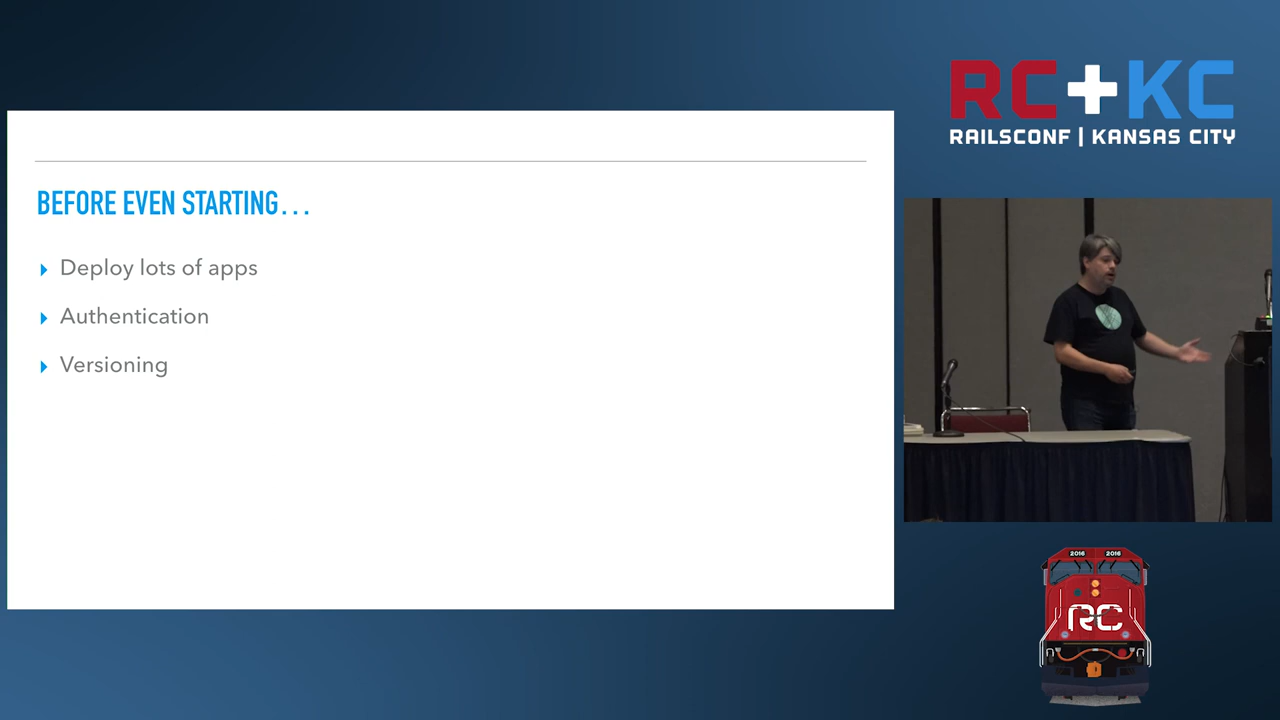 RC+KC
RAILSCONF | KANSAS CITY
BEFORE EVEN STARTING...
Deploy lots of apps
Authentication
Versioning
2016 2016
RC